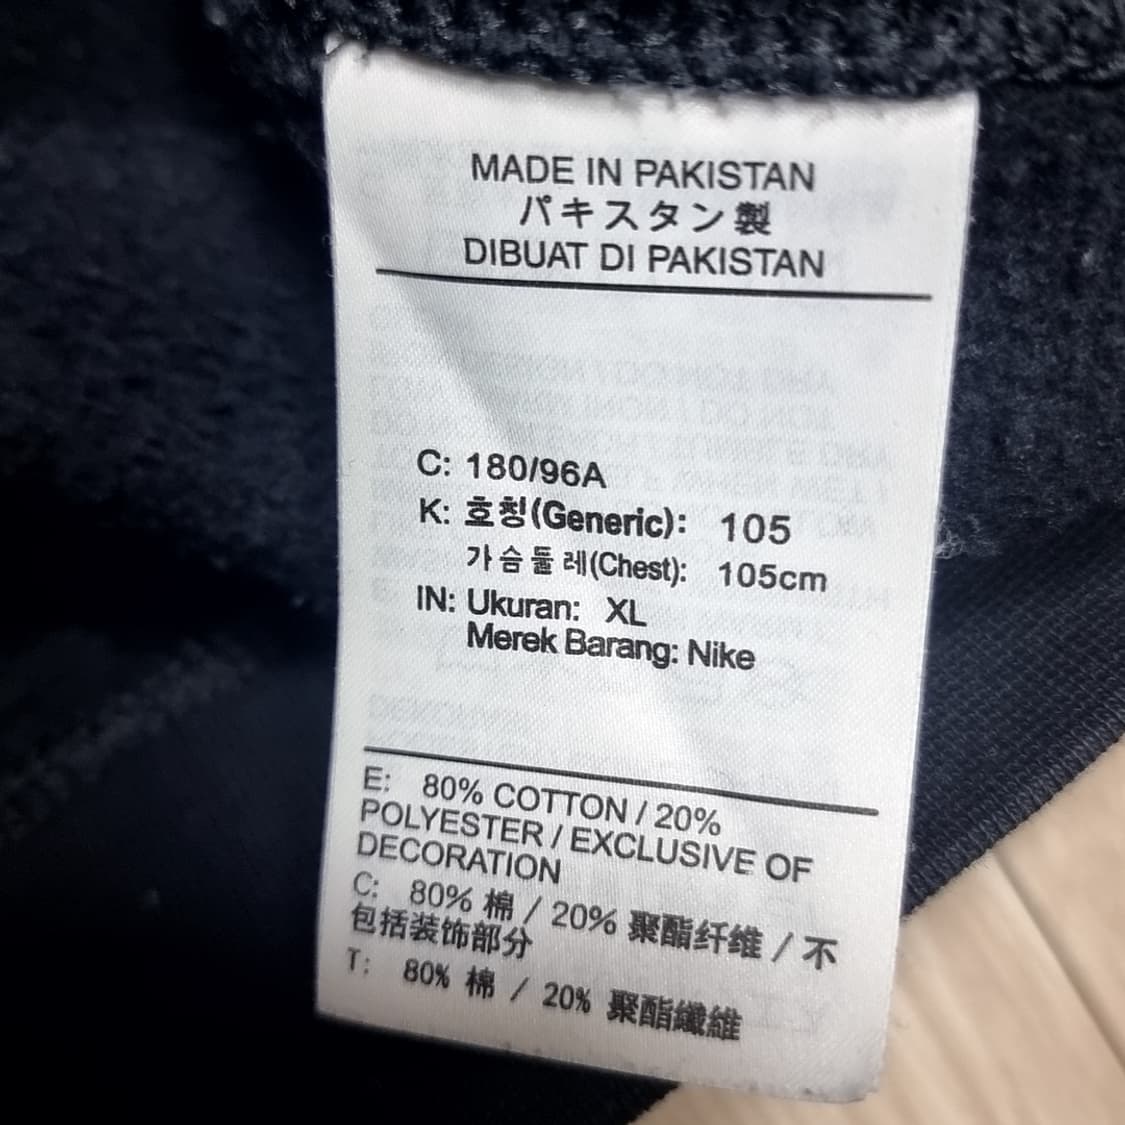 MADE IN PAKISTAN
パキスタン製
DIBUAT DI PAKISTAN
C: 180/96A
K: 호칭(Generic): 105
가슴둘레(Chest): 105cm
IN: Ukuran: XL
Merek Barang: Nike
E: 80% COTTON / 20%
POLYESTER / EXCLUSIVE OF
DECORATION
C: 80% 棉 / 20% 聚酯纤维 / 不
包括装饰部分
T: 80% 棉 / 20% 聚酯纖維